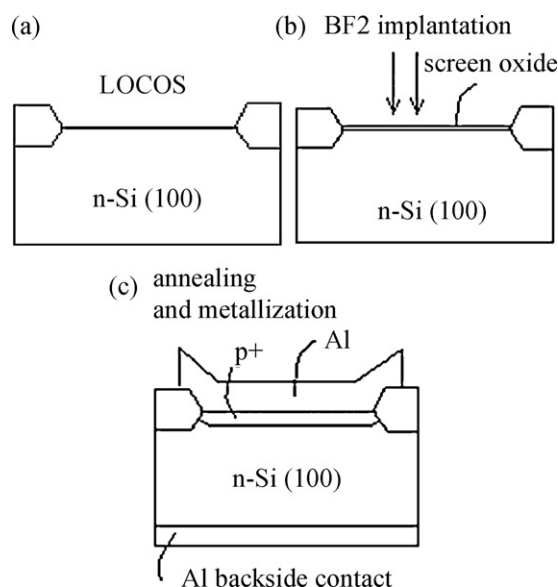 (a)
LOCOS
n-Si (100)
(b) BF2 implantation
screen oxide
n-Si (100)
(c) annealing
and metallization
p+
Al
n-Si (100)
Al backside contact